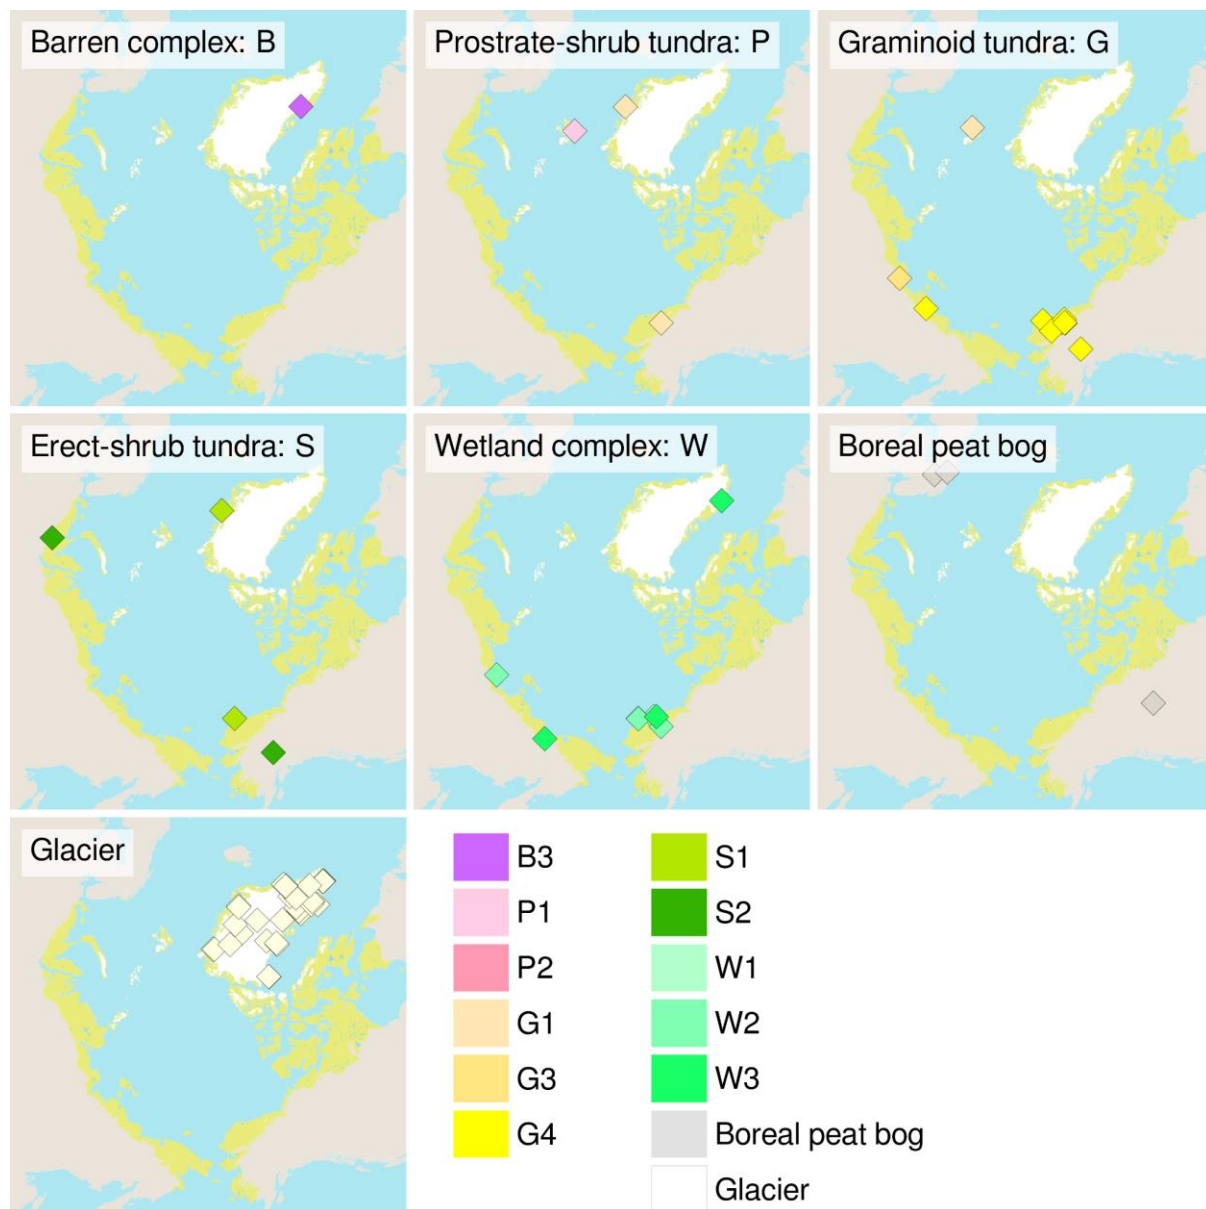 Barren complex: B
Prostrate-shrub tundra: P
Graminoid tundra: G
Erect-shrub tundra: S
Wetland complex: W
Boreal peat bog
Glacier
B3
P1
P2
G1
G3
G4
S1
S2
W1
W2
W3
Boreal peat bog
Glacier